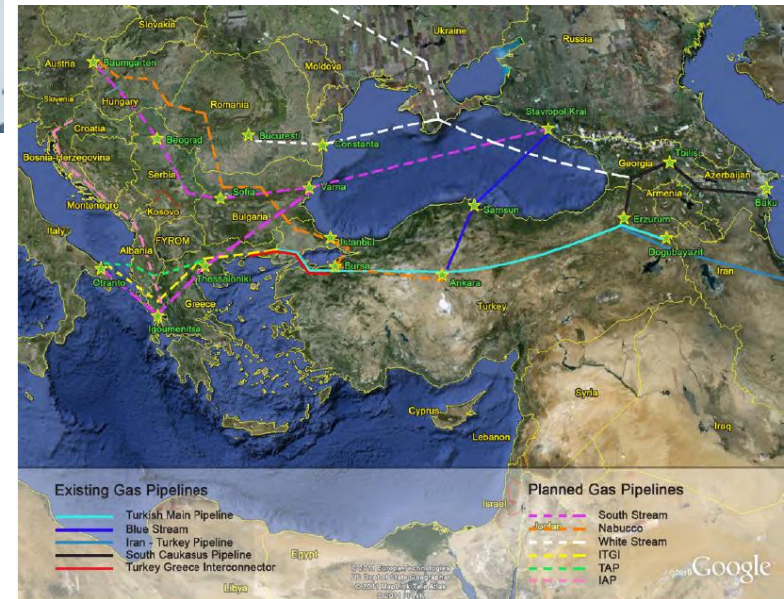 Slovakia
Ukraine
Russia
Austria
Baumgarten
Moldova
Hungary
Slovenia
Romania
Stavropol Krai
Croatia
Beograd
Bucuresti
Constanta
Georgia
Tbilisi
Bosnia-Herzegovina
Serbia
Azerbaijan
Armenia
Sofia
Varna
Baku
Montenegro
Kosovo
Bulgaria
Samsun
Erzurum
Italy
Albania
FYROM
Istanbul
Dogubayazit
Otranto
Thessaloniki
Bursa
Ankara
Iran
Greece
Turkey
Igoumenitsa
Syria
Cyprus
Lebanon
Iraq
Existing Gas Pipelines
Turkish Main Pipeline
Blue Stream
Iran - Turkey Pipeline
South Caukasus Pipeline
Turkey Greece Interconnector
Israel
Jordan
Egypt
Libya
Planned Gas Pipelines
South Stream
Nabucco
White Stream
ITGI
TAP
IAP
Google